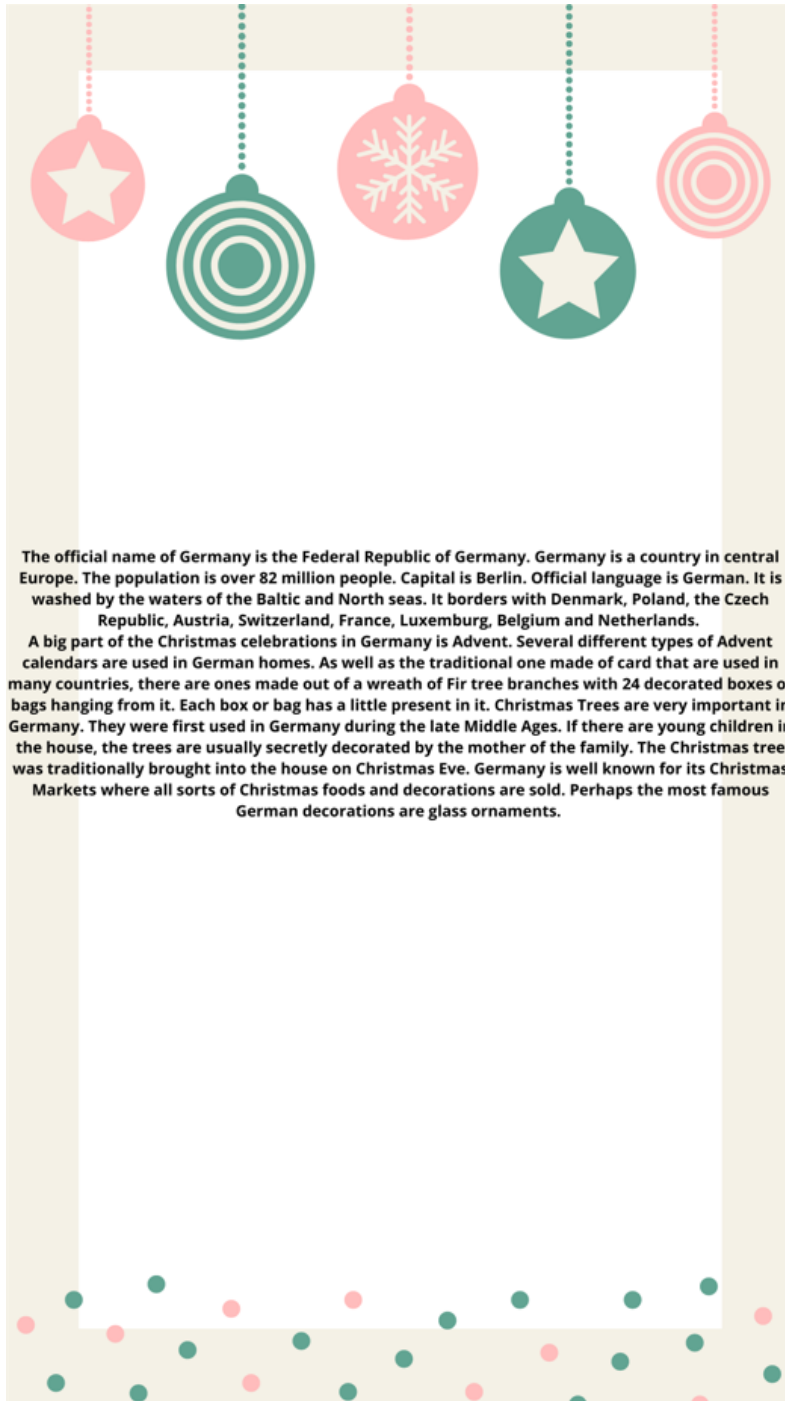 The official name of Germany is the Federal Republic of Germany. Germany is a country in central
Europe. The population is over 82 million people. Capital is Berlin. Official language is German. It is
washed by the waters of the Baltic and North seas. It borders with Denmark, Poland, the Czech
Republic, Austria, Switzerland, France, Luxemburg, Belgium and Netherlands.
A big part of the Christmas celebrations in Germany is Advent. Several different types of Advent
calendars are used in German homes. As well as the traditional one made of card that are used in
many countries, there are ones made out of a wreath of Fir tree branches with 24 decorated boxes o
bags hanging from it. Each box or bag has a little present in it. Christmas Trees are very important in
Germany. They were first used in Germany during the late Middle Ages. If there are young children in
the house, the trees are usually secretly decorated by the mother of the family. The Christmas tree
was traditionally brought into the house on Christmas Eve. Germany is well known for its Christmas
Markets where all sorts of Christmas foods and decorations are sold. Perhaps the most famous
German decorations are glass ornaments.